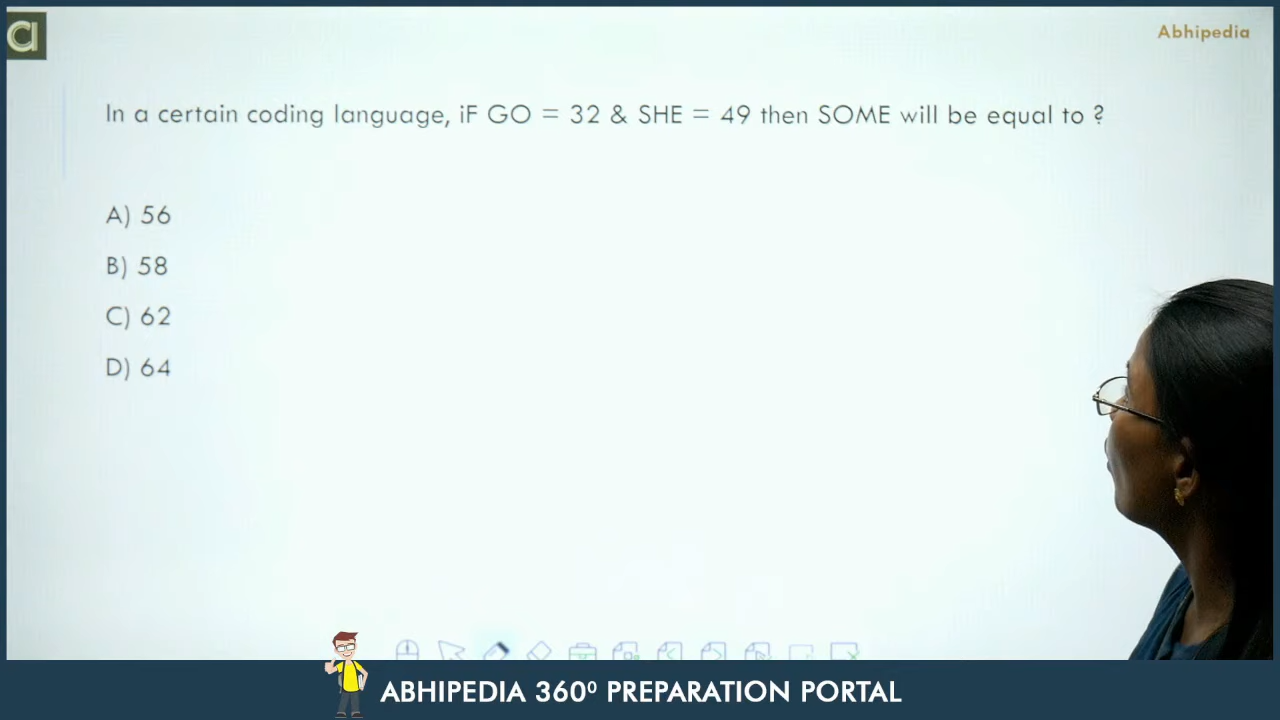 Abhipedia
In a certain coding language, iF GO = 32 & SHE = 49 then SOME will be equal to ?
A) 56
B) 58
C) 62
D) 64
ABHIPEDIA 360⁰ PREPARATION PORTAL